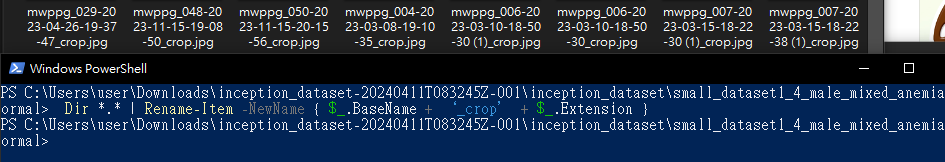 mwppg_029-20 mwppg_048-20 mwppg_050-20 mwppg_004-20 mwppg_006-20 mwppg_006-20 mwppg_007-20 mwppg_007-20
23-04-26-19-37 23-11-15-19-08 23-11-15-20-15 23-03-08-19-10 23-03-10-18-50 23-03-10-18-50 23-03-15-18-22 23-03-15-18-22
-47_crop.jpg -50_crop.jpg -56_crop.jpg -35_crop.jpg -30 (1)_crop.jpg -30_crop.jpg -30 (1)_crop.jpg -38 (1)_crop.jpg
Windows PowerShell
PS C:\Users\user\Downloads\inception_dataset-20240411T083245Z-001\inception_dataset\small_dataset1_4_male_mixed_anemia
ormal>  Dir *.* | Rename-Item -NewName { $_.BaseName + ‘_crop’ + $_.Extension }
PS C:\Users\user\Downloads\inception_dataset-20240411T083245Z-001\inception_dataset\small_dataset1_4_male_mixed_anemia
ormal>